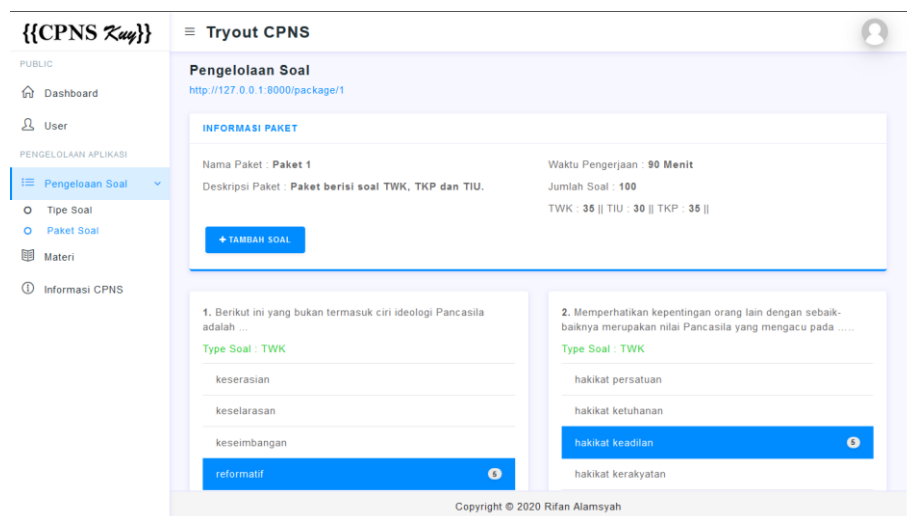 {{CPNS Kuy}}
PUBLIC
Dashboard
User
PENGELOLAAN APLIKASI
Pengeloaan Soal
Tipe Soal
Paket Soal
Materi
Informasi CPNS
Tryout CPNS
Pengelolaan Soal
http://127.0.0.1:8000/package/1
INFORMASI PAKET
Nama Paket : Paket 1
Deskripsi Paket : Paket berisi soal TWK, TKP dan TIU.
Waktu Pengerjaan : 90 Menit
Jumlah Soal : 100
TWK : 35 || TIU : 30 || TKP : 35 ||
+ TAMBAH SOAL
1. Berikut ini yang bukan termasuk ciri ideologi Pancasila
adalah ...
Type Soal : TWK
keserasian
keselarasan
keseimbangan
reformatif 5
2. Memperhatikan kepentingan orang lain dengan sebaik-
baiknya merupakan nilai Pancasila yang mengacu pada .....
Type Soal : TWK
hakikat persatuan
hakikat ketuhanan
hakikat keadilan 5
hakikat kerakyatan
Copyright © 2020 Rifan Alamsyah